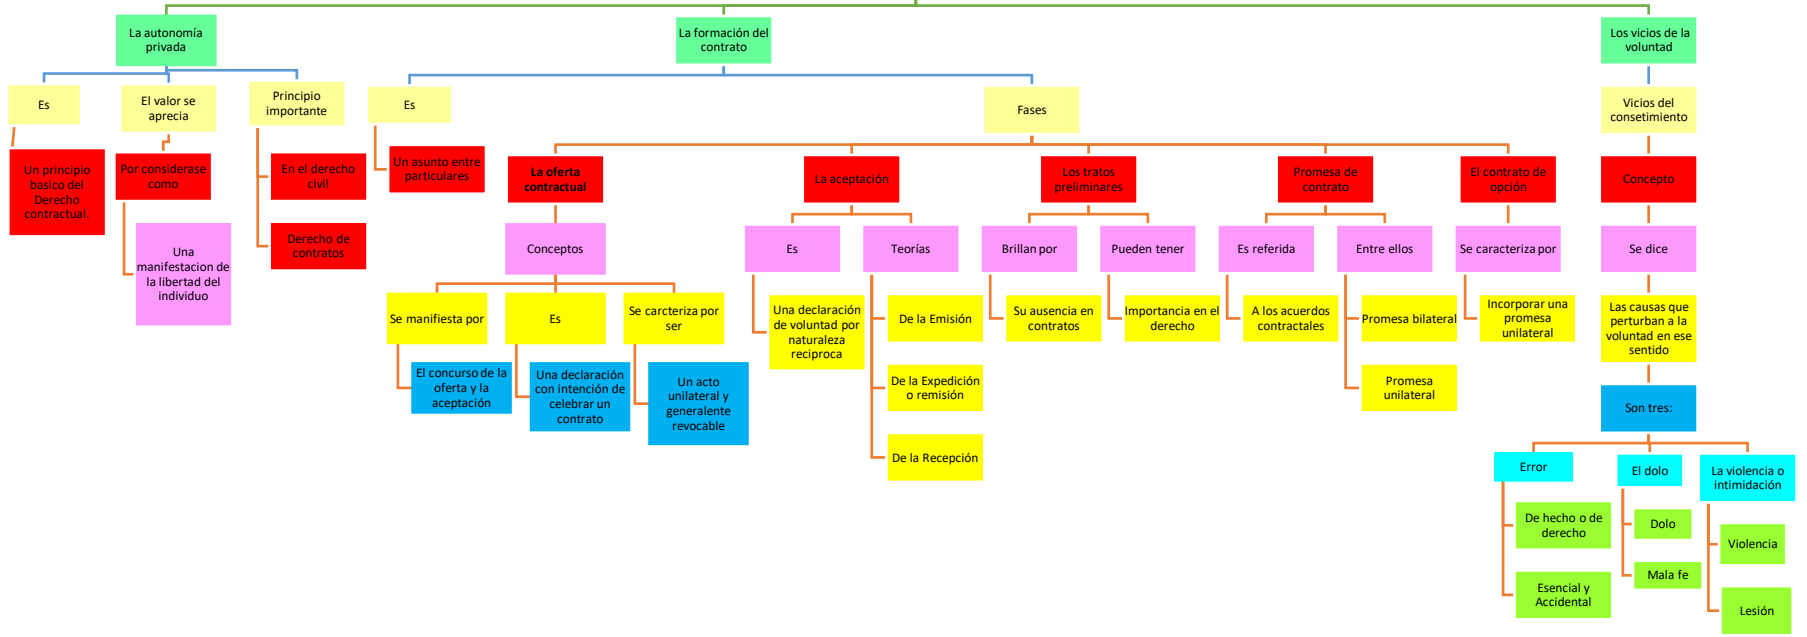 La autonomía
privada
La formación del
contrato
Los vicios de la
voluntad
Es
El valor se
aprecia
Principio
importante
Es
Fases
Vicios del
consetimiento
Un principio
basico del
Derecho
contractual.
Por considerase
como
En el derecho
civil
Un asunto entre
particulares
La oferta
contractual
La aceptación
Los tratos
preliminares
Promesa de
contrato
El contrato de
opción
Concepto
Una
manifestacion de
la libertad del
individuo
Derecho de
contratos
Conceptos
Es
Teorías
Brillan por
Pueden tener
Es referida
Entre ellos
Se caracteriza por
Se dice
Se manifiesta por
Es
Se carcteriza por
ser
Una declaración
de voluntad por
naturaleza
reciproca
De la Emisión
Su ausencia en
contratos
Importancia en el
derecho
A los acuerdos
contractales
Promesa bilateral
Incorporar una
promesa
unilateral
Las causas que
perturban a la
voluntad en ese
sentido
El concurso de la
oferta y la
aceptación
Una declaración
con intención de
celebrar un
contrato
Un acto
unilateral y
generalente
revocable
De la Expedición
o remisión
Promesa
unilateral
Son tres:
De la Recepción
Error
El dolo
La violencia o
intimidación
De hecho o de
derecho
Dolo
Violencia
Esencial y
Accidental
Mala fe
Lesión